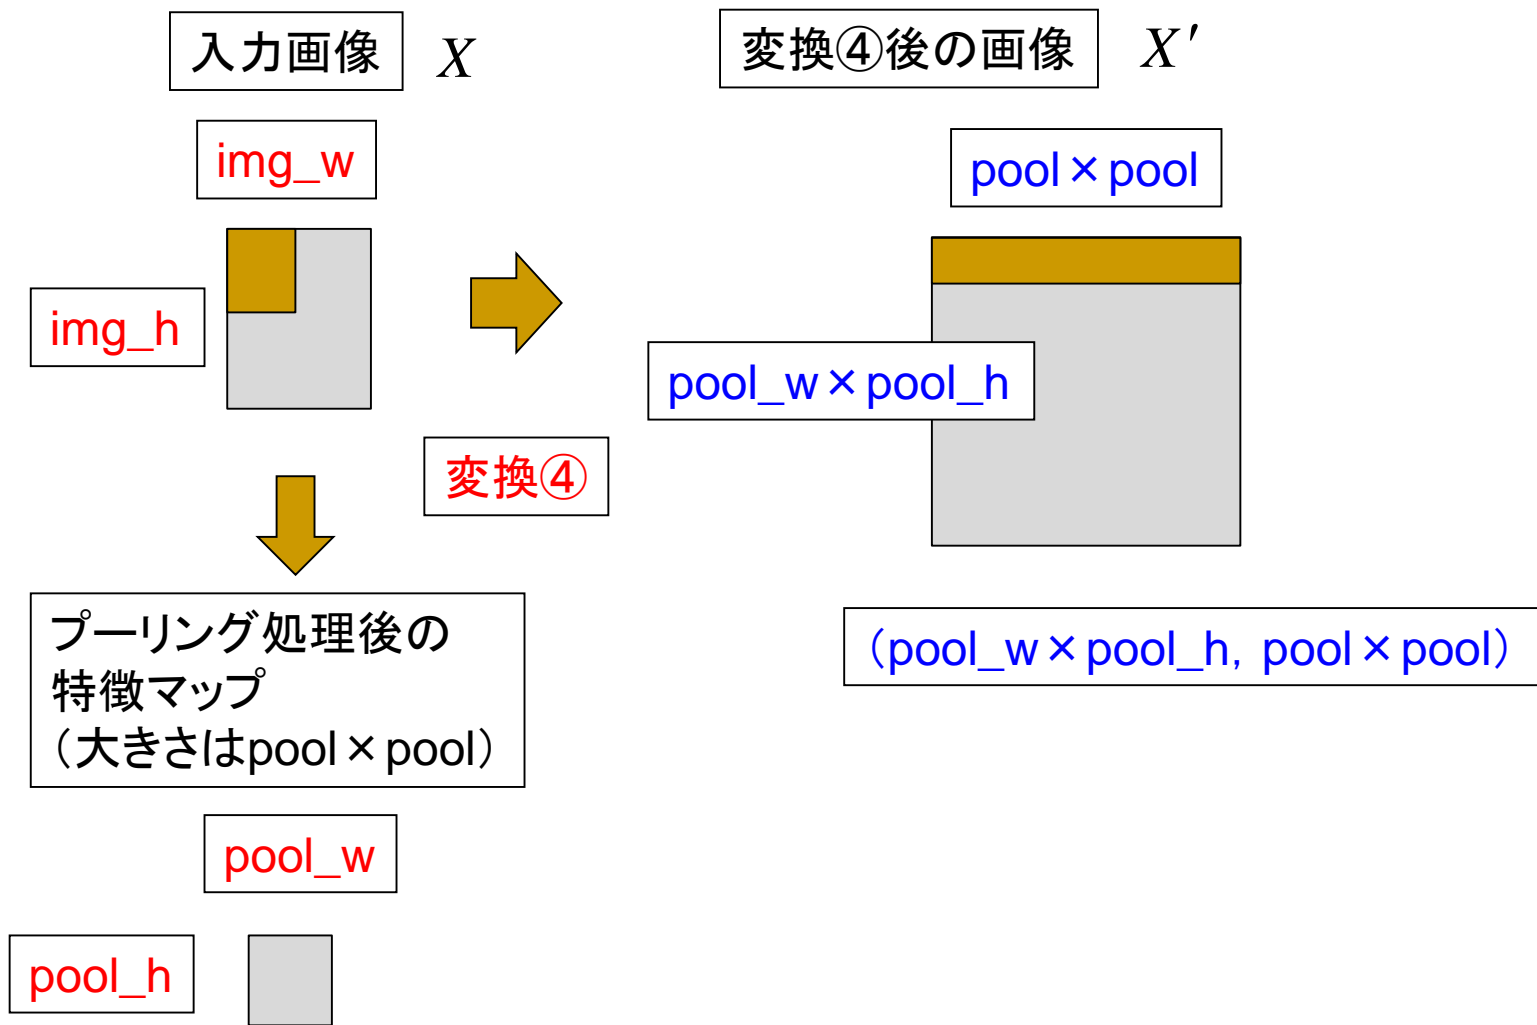 入力画像 X
変換④後の画像 X′
img_w
pool×pool
img_h
pool_w×pool_h
変換④
プーリング処理後の
特徴マップ
（大きさはpool×pool）
（pool_w×pool_h, pool×pool）
pool_w
pool_h